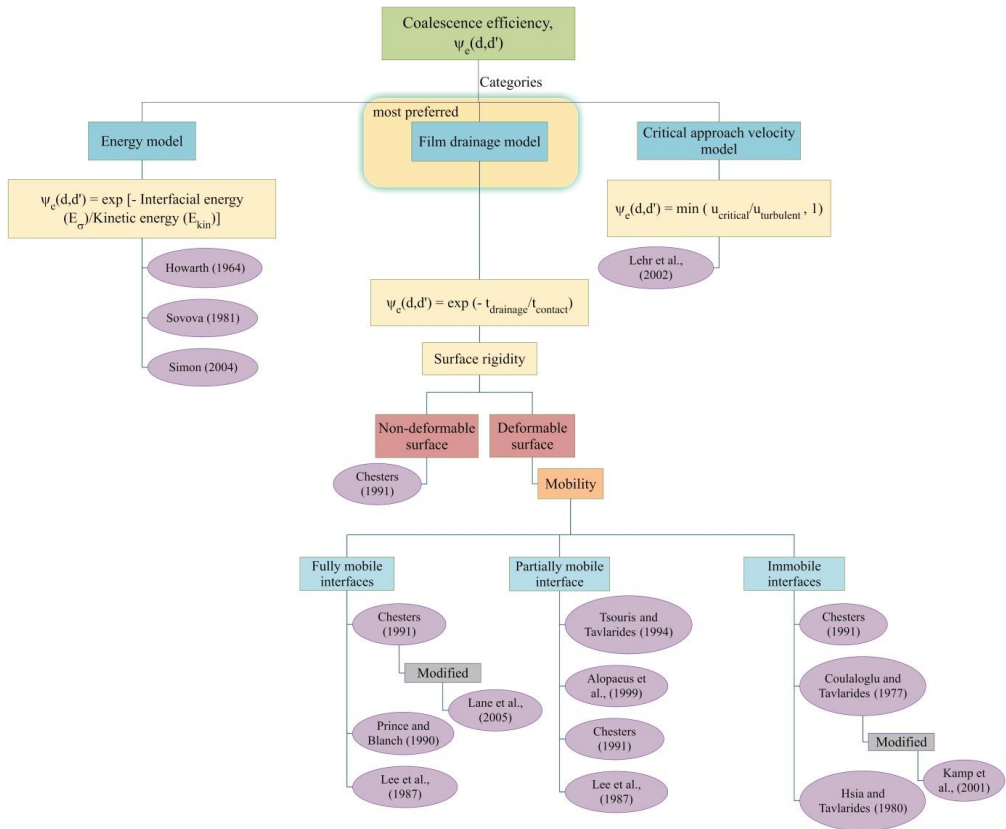 Coalescence efficiency,
ψe(d,d')
Categories
most preferred
Energy model
Film drainage model
Critical approach velocity
model
ψe(d,d') = exp [- Interfacial energy
(Eσ)/Kinetic energy (Ekin)]
ψe(d,d') = min ( ucritical/uturbulent , 1)
Howarth (1964)
Sovova (1981)
Simon (2004)
Lehr et al.,
(2002)
ψe(d,d') = exp (- tdrainage/tcontact)
Surface rigidity
Non-deformable
surface
Deformable
surface
Chesters
(1991)
Mobility
Fully mobile
interfaces
Partially mobile
interface
Immobile
interfaces
Chesters
(1991)
Modified
Lane et al.,
(2005)
Prince and
Blanch (1990)
Lee et al.,
(1987)
Tsouris and
Tavlarides (1994)
Alopaeus et
al., (1999)
Chesters
(1991)
Lee et al.,
(1987)
Chesters
(1991)
Coulaloglu and
Tavlarides (1977)
Modified
Kamp et
al., (2001)
Hsia and
Tavlarides (1980)